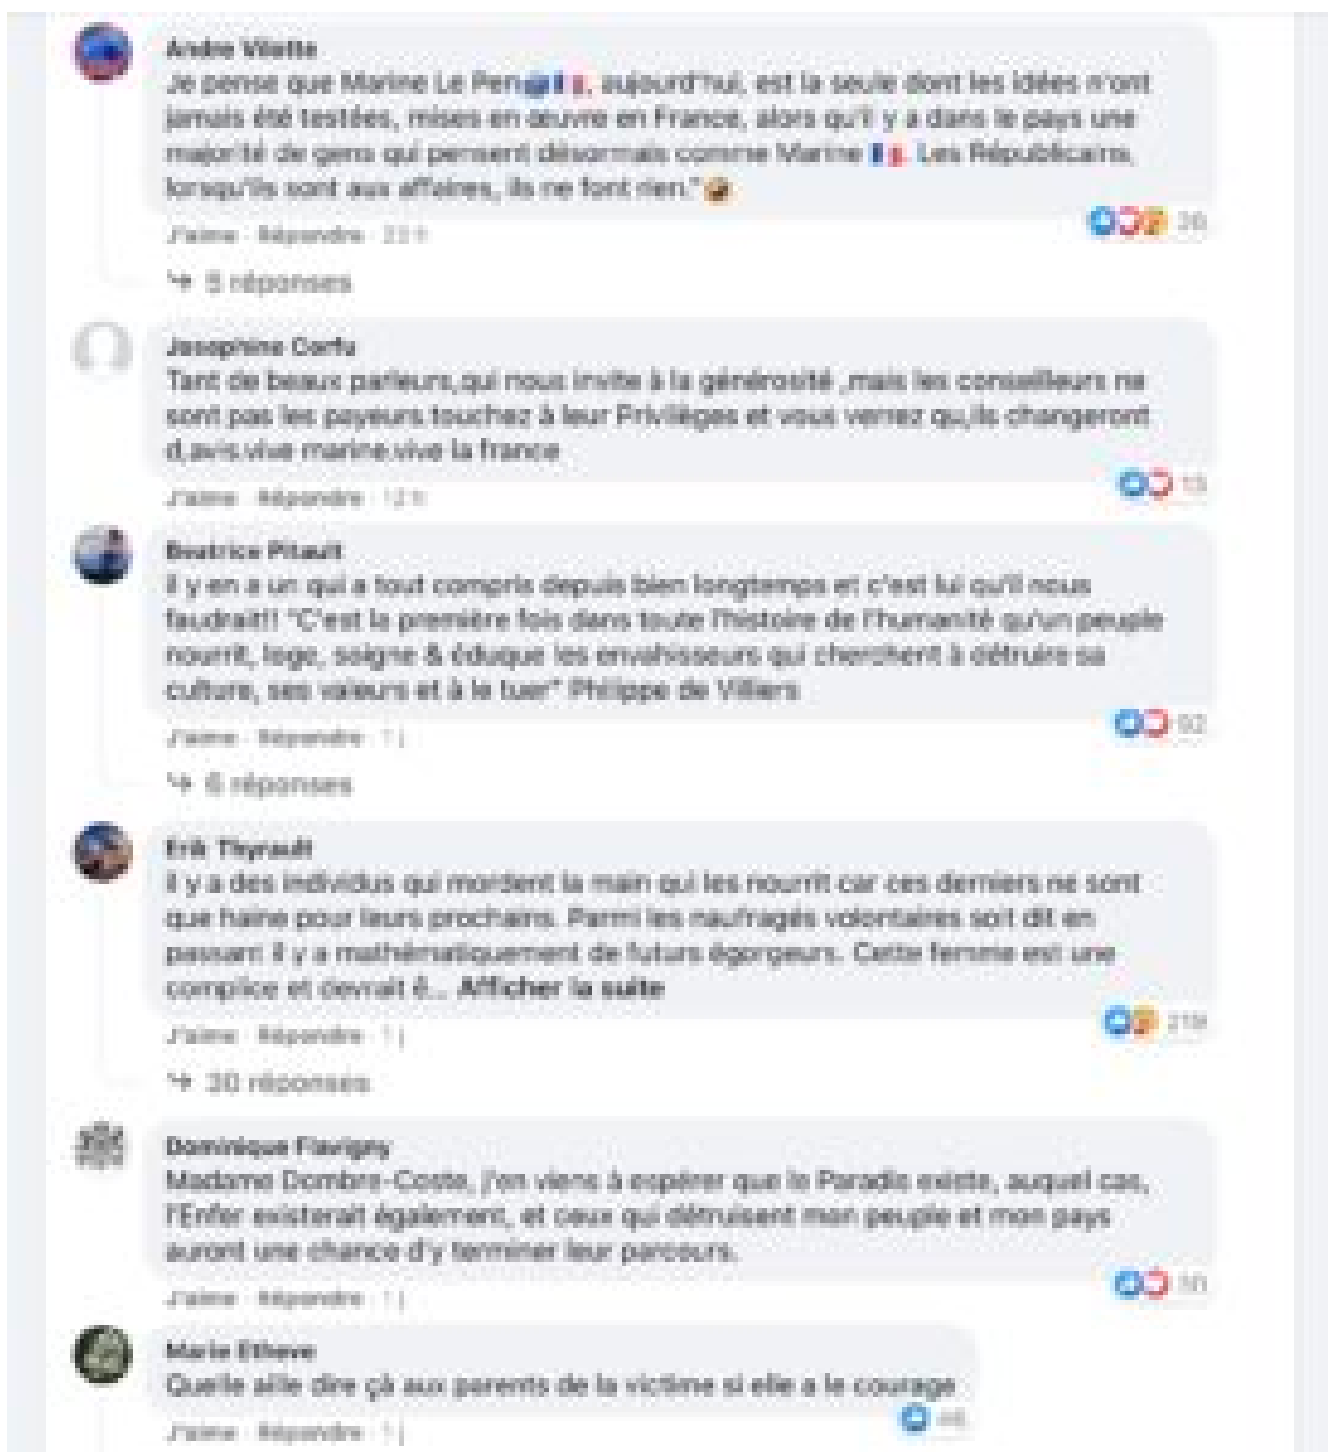 Andre Vilotte
Je pense que Marine Le Pen, aujourd'hui, est la seule dont les idées n'ont
jamais été testées, mises en œuvre en France, alors qu'il y a dans le pays une
majorité de gens qui pensent désormais comme Marine. Les Républicains,
lorsqu'ils sont aux affaires, ils ne font rien."
J'aime Répondre
5 réponses
Josephine Corfu
Tant de beaux parleurs,qui nous invite à la générosité ,mais les conseilleurs ne
sont pas les payeurs.touchez à leur Privilèges et vous verrez qu,ils changeront
d,avis.vive marine.vive la france
J'aime Répondre 12 h
Beatrice Pitault
il y en a un qui a tout compris depuis bien longtemps et c'est lui qu'il nous
faudrait!! "C'est la première fois dans toute l'histoire de l'humanité qu'un peuple
nourrit, loge, soigne & éduque les envahisseurs qui cherchent à détruire sa
culture, ses valeurs et à le tuer" Philippe de Villiers
J'aime Répondre 1 j
6 réponses
Erik Thyrault
il y a des individus qui mordent la main qui les nourrit car ces derniers ne sont
que haine pour leurs prochains. Parmi les naufragés volontaires soit dit en
passant il y a mathématiquement de futurs égorgeurs. Cette femme est une
complice et devrait ê... Afficher la suite
J'aime Répondre 1 j
Dominique Flavigny
Madame Dombre-Coste, j'en viens à espérer que le Paradis existe, auquel cas,
l'Enfer existerait également, et ceux qui détruisent mon peuple et mon pays
auront une chance d'y terminer leur parcours.
J'aime Répondre 1 j
Marie Etheve
Quelle aille dire çà aux parents de la victime si elle a le courage
J'aime Répondre 1 j